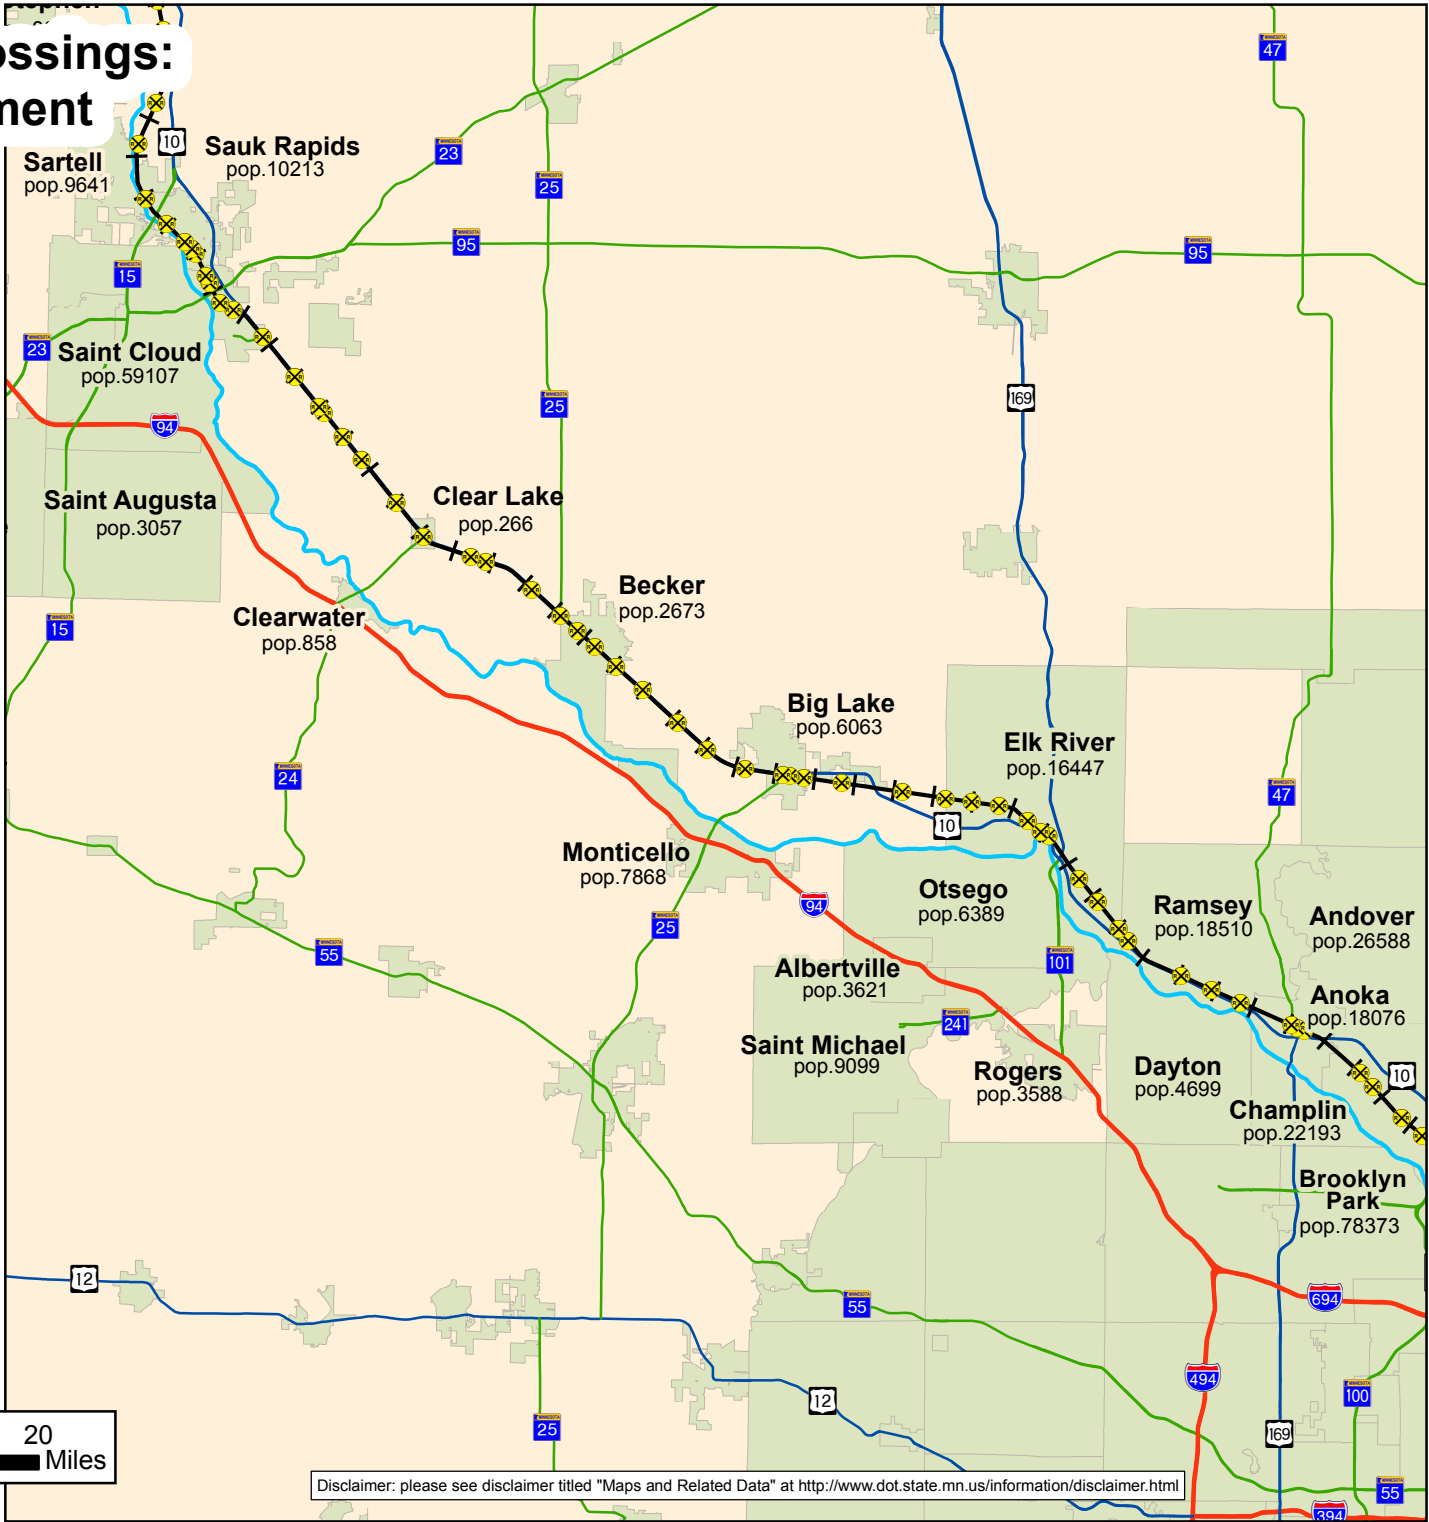 ossings:
ment
10
Sauk Rapids
pop.10213
Sartell
pop.9641
23
25
47
95
95
15
23
Saint Cloud
pop.59107
94
25
169
Saint Augusta
pop.3057
Clear Lake
pop.266
Becker
pop.2673
Clearwater
pop.858
15
Big Lake
pop.6063
Elk River
pop.16447
24
47
10
Monticello
pop.7868
Otsego
pop.6389
94
25
Ramsey
pop.18510
Andover
pop.26588
55
101
Albertville
pop.3621
Anoka
pop.18076
241
Saint Michael
pop.9099
Rogers
pop.3588
Dayton
pop.4699
10
Champlin
pop.22193
Brooklyn
Park
pop.78373
12
55
694
494
100
12
25
169
20
Miles
55
394
Disclaimer: please see disclaimer titled "Maps and Related Data" at http://www.dot.state.mn.us/information/disclaimer.html